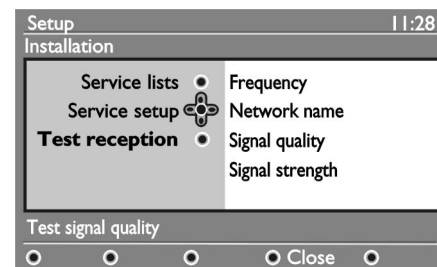 Setup 11:28
Installation
Service lists Frequency
Service setup Network name
Test reception Signal quality
Signal strength
Test signal quality
Close